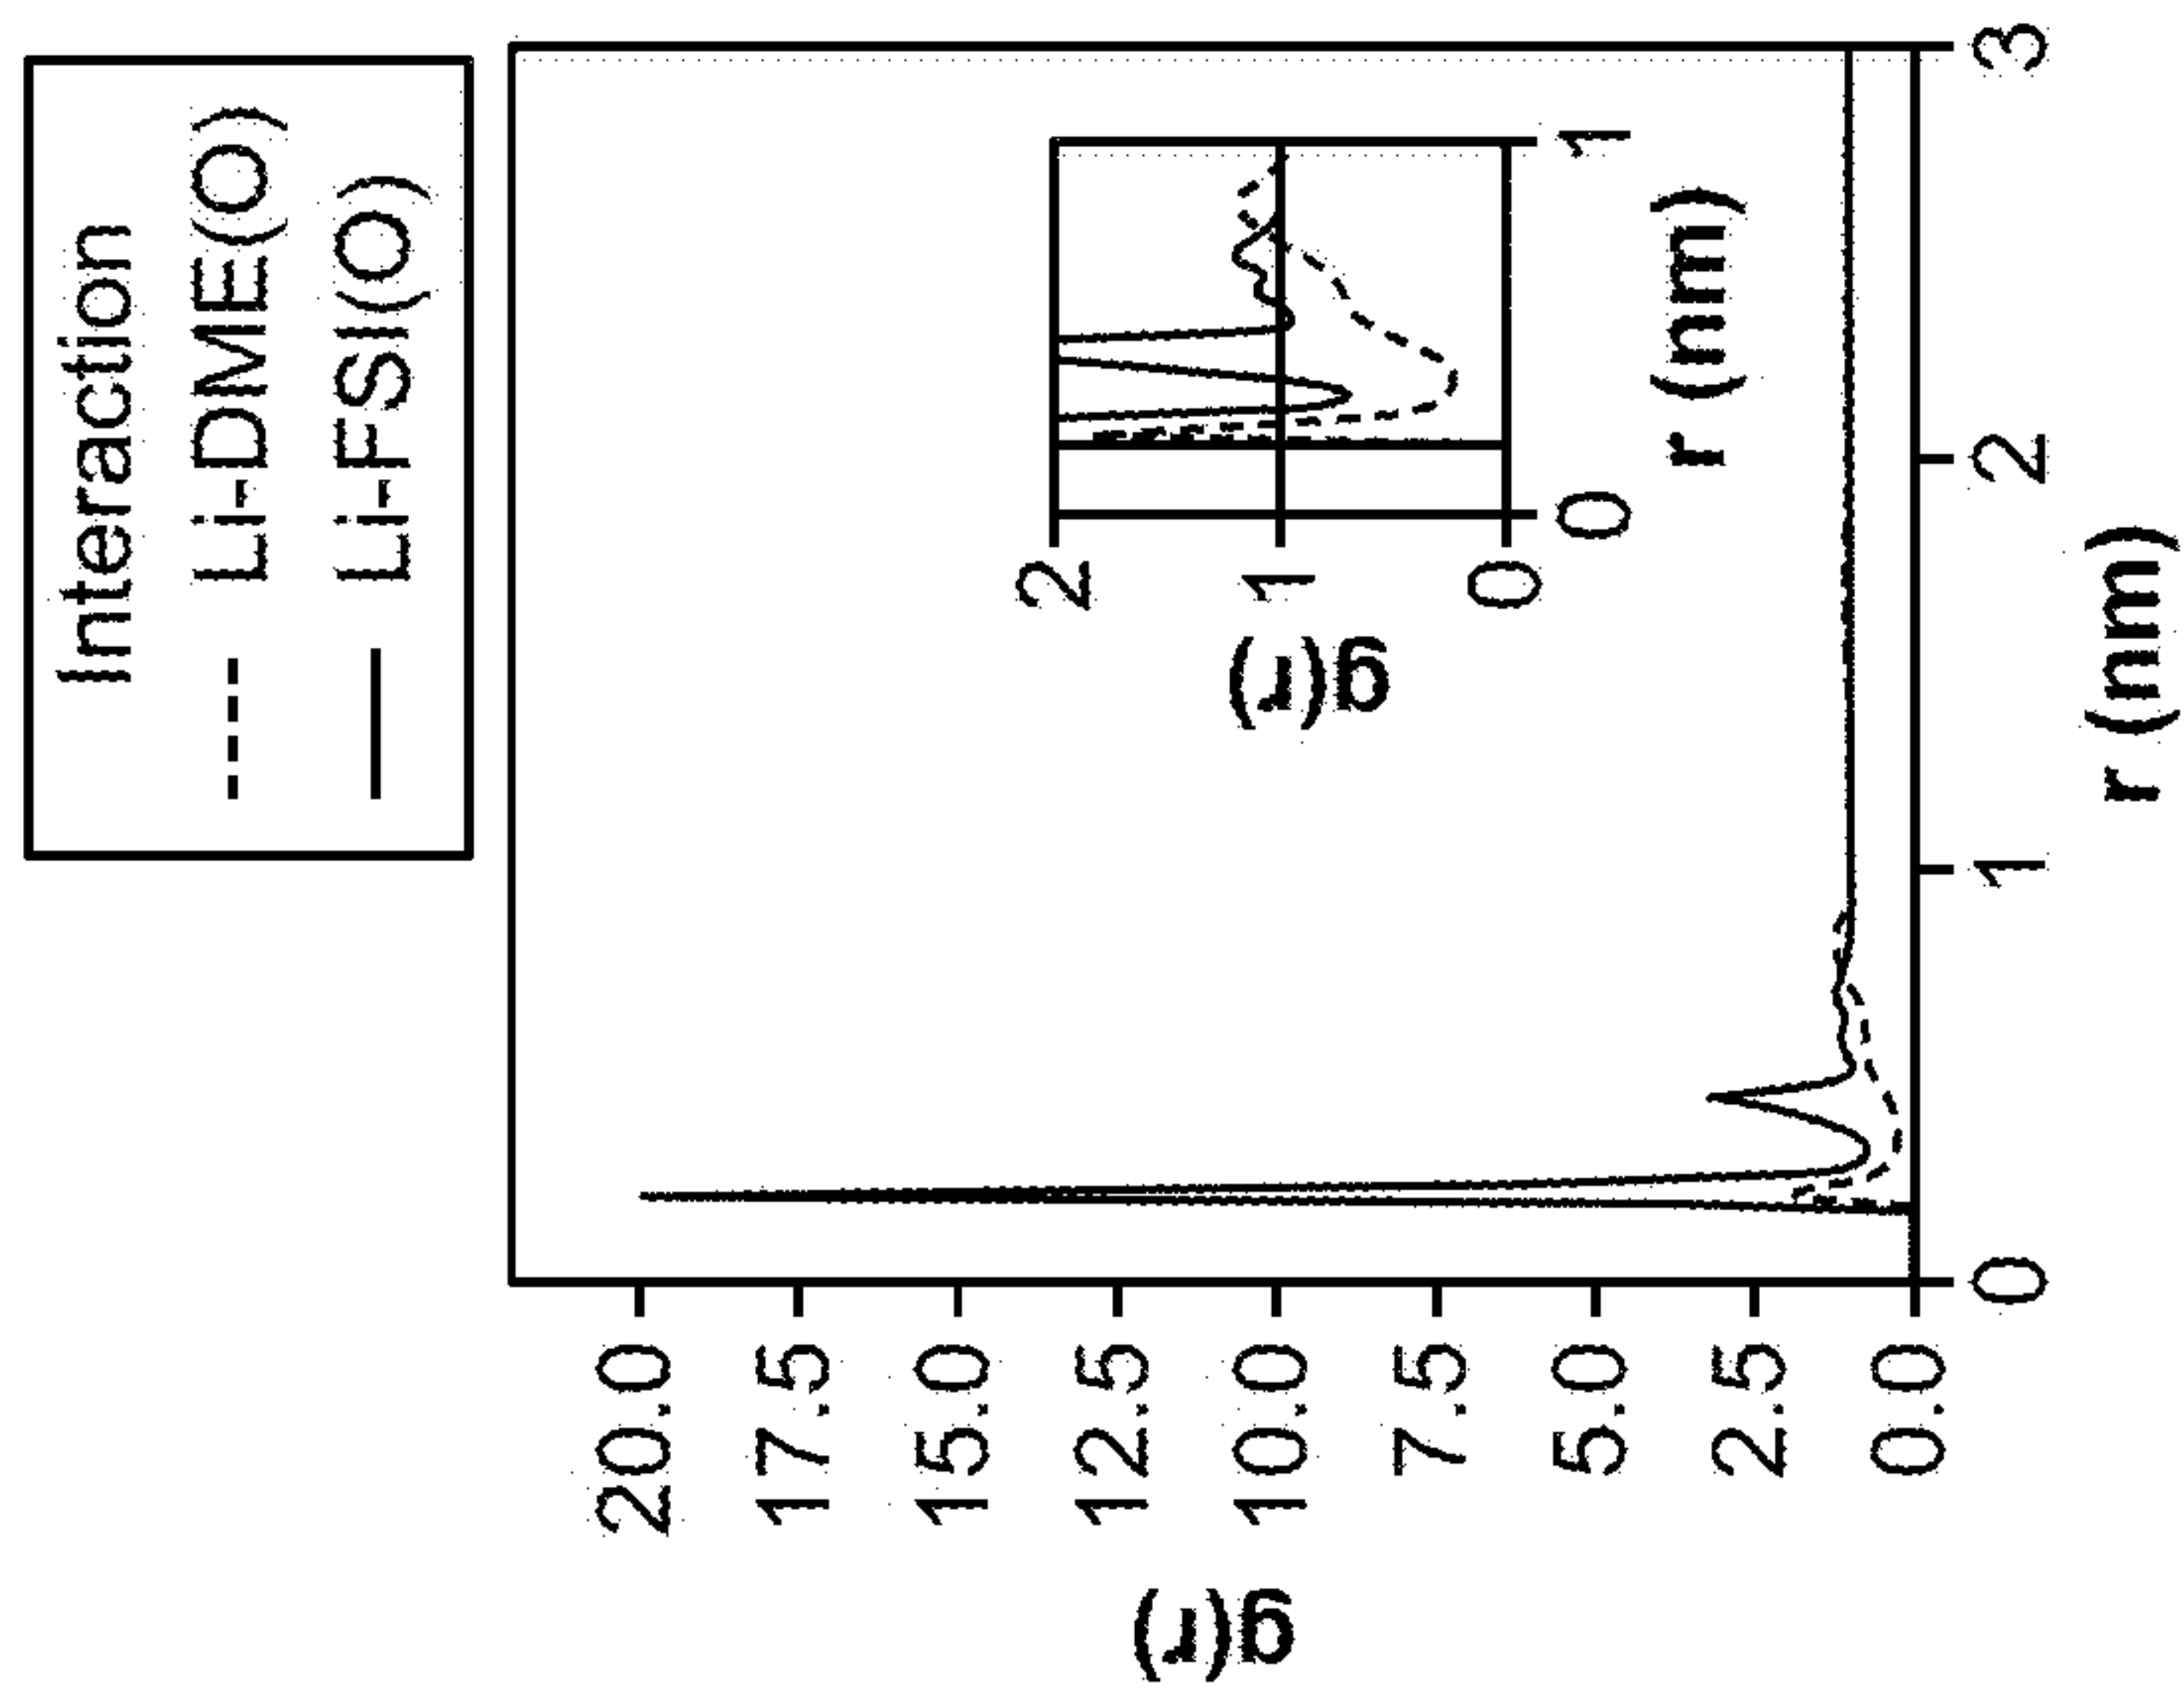 Interaction
Li-DME(O)
Li-FSI(O)
g(r)
20.0
17.5
15.0
12.5
10.0
7.5
5.0
2.5
0.0
0
1
2
3
r (nm)
g(r)
2
1
0
0
1
r (nm)